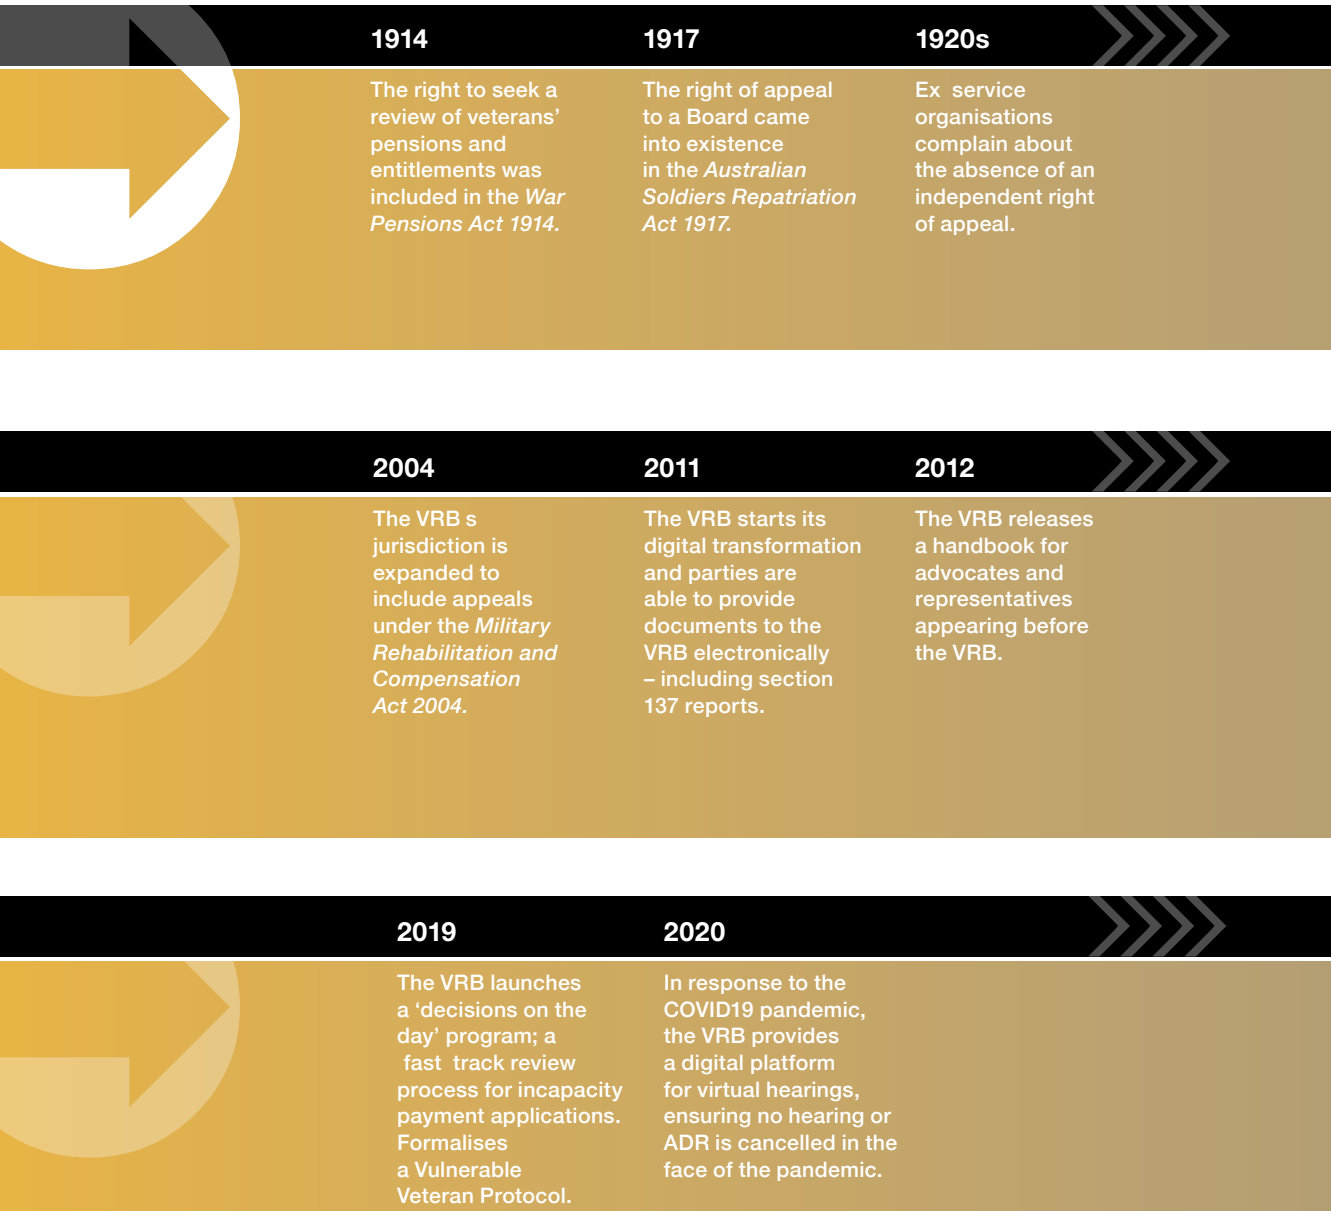 1914
The right to seek a
review of veterans’
pensions and
entitlements was
included in the War
Pensions Act 1914.
1917
The right of appeal
to a Board came
into existence
in the Australian
Soldiers Repatriation
Act 1917.
1920s
Ex service
organisations
complain about
the absence of an
independent right
of appeal.
2004
The VRB s
jurisdiction is
expanded to
include appeals
under the Military
Rehabilitation and
Compensation
Act 2004.
2011
The VRB starts its
digital transformation
and parties are
able to provide
documents to the
VRB electronically
– including section
137 reports.
2012
The VRB releases
a handbook for
advocates and
representatives
appearing before
the VRB.
2019
The VRB launches
a ‘decisions on the
day’ program; a
fast track review
process for incapacity
payment applications.
Formalises
a Vulnerable
Veteran Protocol.
2020
In response to the
COVID19 pandemic,
the VRB provides
a digital platform
for virtual hearings,
ensuring no hearing or
ADR is cancelled in the
face of the pandemic.